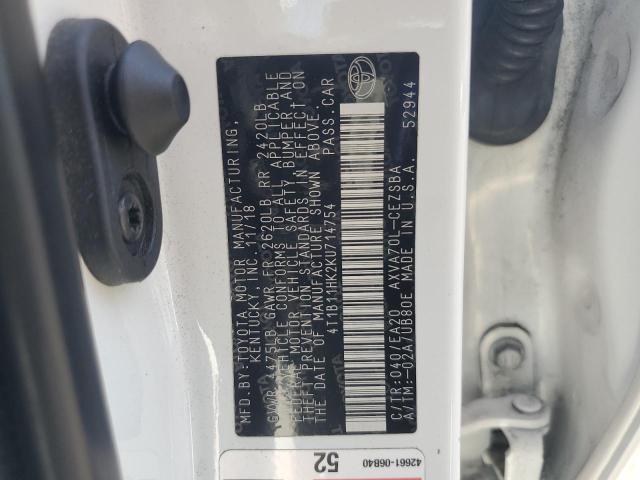 MFD.BY:TOYOTA MOTOR MANUFACTURING,
KENTUCKY, INC. 11/18
GVWR 4475LB GAWR FR 2620LB RR 2420LB
THIS VEHICLE CONFORMS TO ALL APPLICABLE
FEDERAL MOTOR VEHICLE SAFETY, BUMPER, AND
THEFT PREVENTION STANDARDS IN EFFECT ON
THE DATE OF MANUFACTURE SHOWN ABOVE.
4T1B11HK2KU714754 PASS.CAR
C/TR:040/FA20 AXVA70L-CEZSBA
A/TM:-02A/UB80E MADE IN U.S.A.
52944
52
42661-06B40